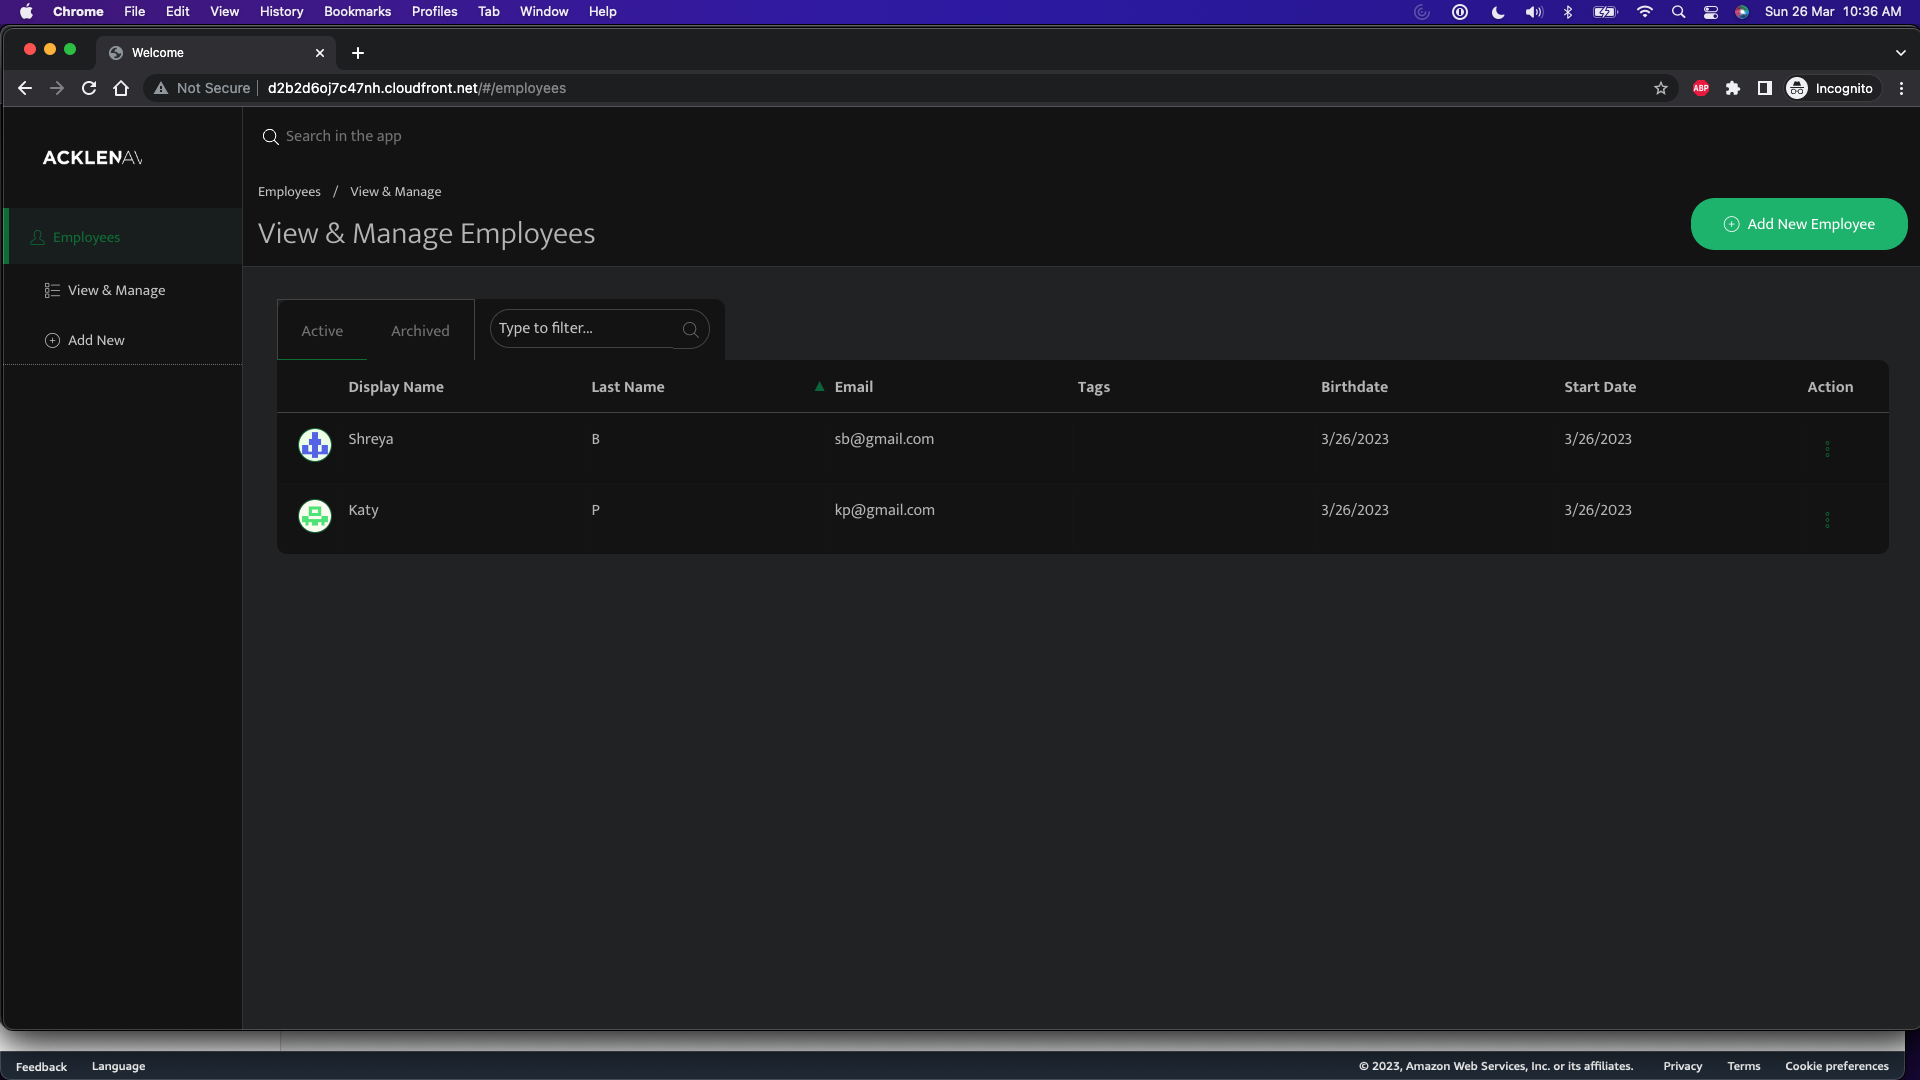 Chrome File Edit View History Bookmarks Profiles Tab Window Help Sun 26 Mar 10:36 AM
Welcome
Not Secure d2b2d6oj7c47nh.cloudfront.net/#/employees ABP Incognito
ACKLENAV
Search in the app
Employees / View & Manage
View & Manage Employees
Add New Employee
Employees
View & Manage
Add New
Active Archived Type to filter...
Display Name Last Name Email Tags Birthdate Start Date Action
Shreya B sb@gmail.com 3/26/2023 3/26/2023
Katy P kp@gmail.com 3/26/2023 3/26/2023
Feedback Language © 2023, Amazon Web Services, Inc. or its affiliates. Privacy Terms Cookie preferences